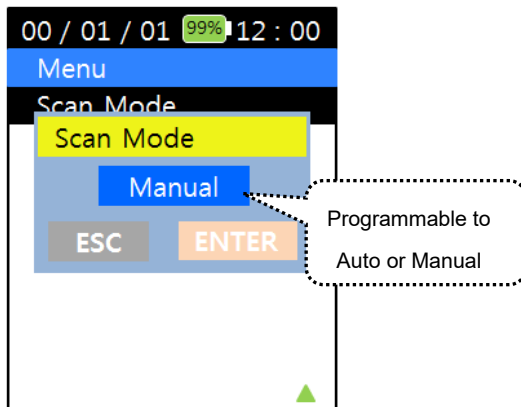 00 / 01 / 01 99% 12 : 00
Menu
Scan Mode
Scan Mode
Manual
ESC ENTER
Programmable to
Auto or Manual